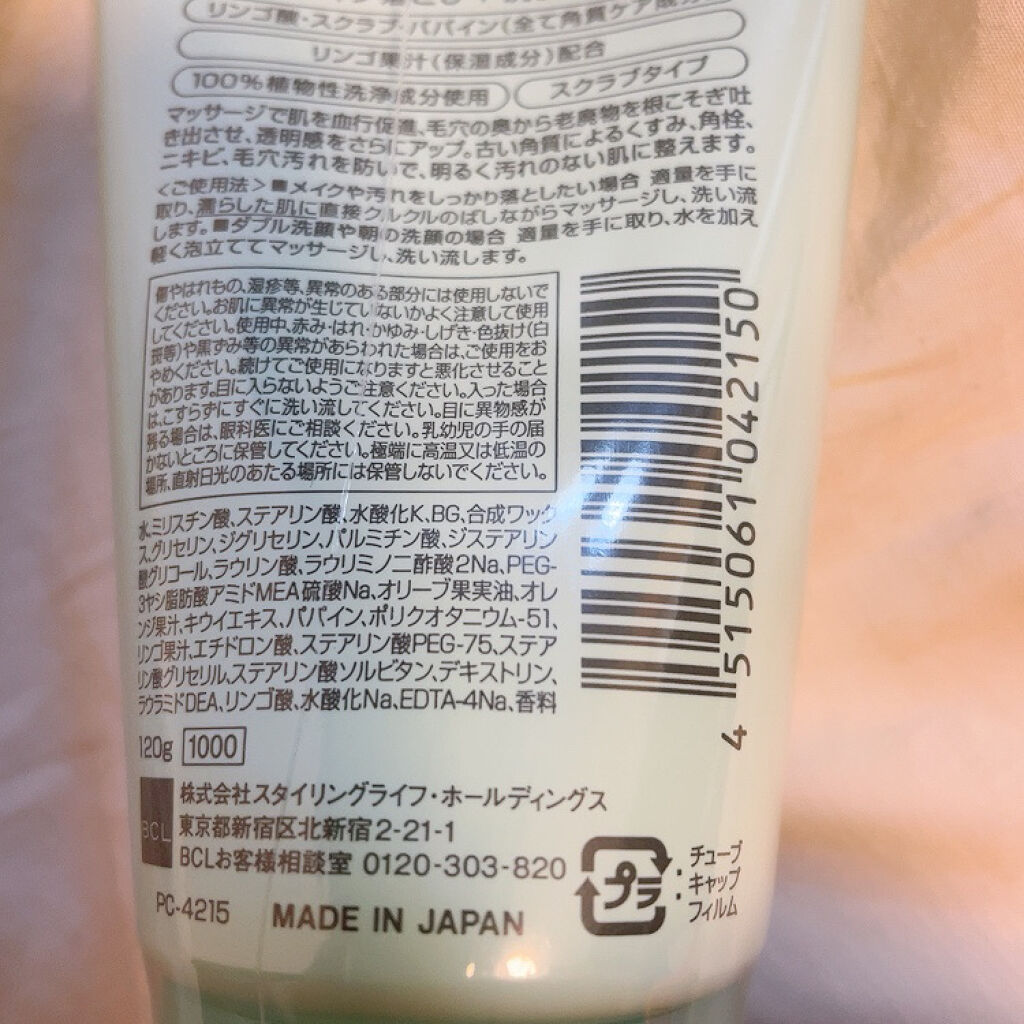 リンゴ酸・スクラブ・パパイン(全て角質ケア成分
リンゴ果汁(保湿成分)配合
100%植物性洗浄成分使用
スクラブタイプ
マッサージで肌を血行促進、毛穴の奥から老廃物を根こそぎ吐
き出させ、透明感をさらにアップ。古い角質によるくすみ、角栓、
ニキビ、毛穴汚れを防いで、明るく汚れのない肌に整えます。
<ご使用法>■メイクや汚れをしっかり落としたい場合 適量を手に
取り、濡らした肌に直接クルクルのばしながらマッサージし、洗い流
します。■ダブル洗顔や朝の洗顔の場合 適量を手に取り、水を加え
軽く泡立ててマッサージし、洗い流します。
傷やはれもの、湿疹等、異常のある部分には使用しないで
ください。お肌に異常が生じていないかよく注意して使用
してください。使用中、赤み・はれ・かゆみ・しげき・色抜け(白
斑等)や黒ずみ等の異常があらわれた場合は、ご使用をお
やめください。続けてご使用になりますと悪化させること
があります。目に入らないようご注意ください。入った場合
は、こすらずにすぐに洗い流してください。目に異物感が
残る場合は、眼科医にご相談ください。乳幼児の手の届
かないところに保管してください。極端に高温又は低温の
場所、直射日光のあたる場所には保管しないでください。
水、ミリスチン酸、ステアリン酸、水酸化K、BG、合成ワック
ス、グリセリン、ジグリセリン、パルミチン酸、ジステアリン
酸グリコール、ラウリン酸、ラウリミノ二酢酸2Na、PEG-
3ヤシ脂肪酸アミドMEA硫酸Na、オリーブ果実油、オレ
ンジ果汁、キウイエキス、パパイン、ポリクオタニウム-51、
リンゴ果汁、エチドロン酸、ステアリン酸PEG-75、ステア
リン酸グリセリル、ステアリン酸ソルビタン、デキストリン、
ラウラミドDEA、リンゴ酸、水酸化Na、EDTA-4Na、香料
4 515061 042150
120g 1000
BCL
株式会社スタイリングライフ・ホールディングス
東京都新宿区北新宿2-21-1
BCLお客様相談室 0120-303-820
プラ
チューブ
キャップ
フィルム
PC-4215 MADE IN JAPAN